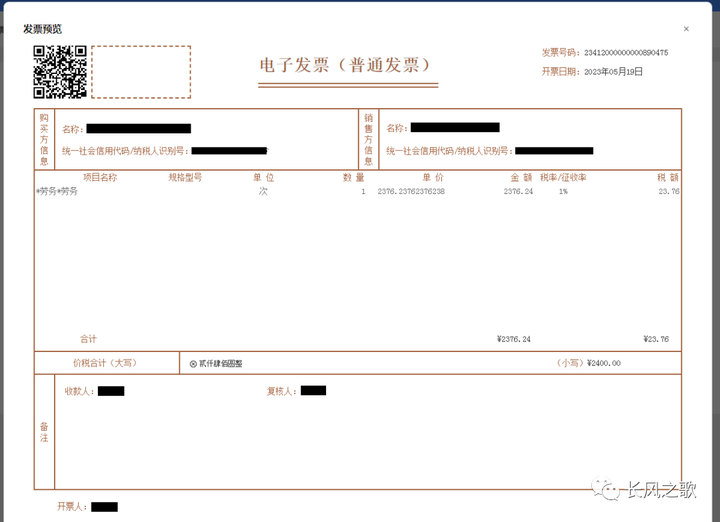 发票预览
×
电子发票（普通发票）
发票号码：23412000000000890475
开票日期：2023年05月19日
购买方信息
名称：
统一社会信用代码/纳税人识别号：
销售方信息
名称：
统一社会信用代码/纳税人识别号：
项目名称 规格型号 单位 数量 单价 金额 税率/征收率 税额
*劳务*劳务 次 1 2376.23762376238 2376.24 1% 23.76
合计 ¥2376.24 ¥23.76
价税合计（大写） ⊗贰仟肆佰圆整 （小写）¥2400.00
备注
收款人： 复核人：
开票人：
长风之歌